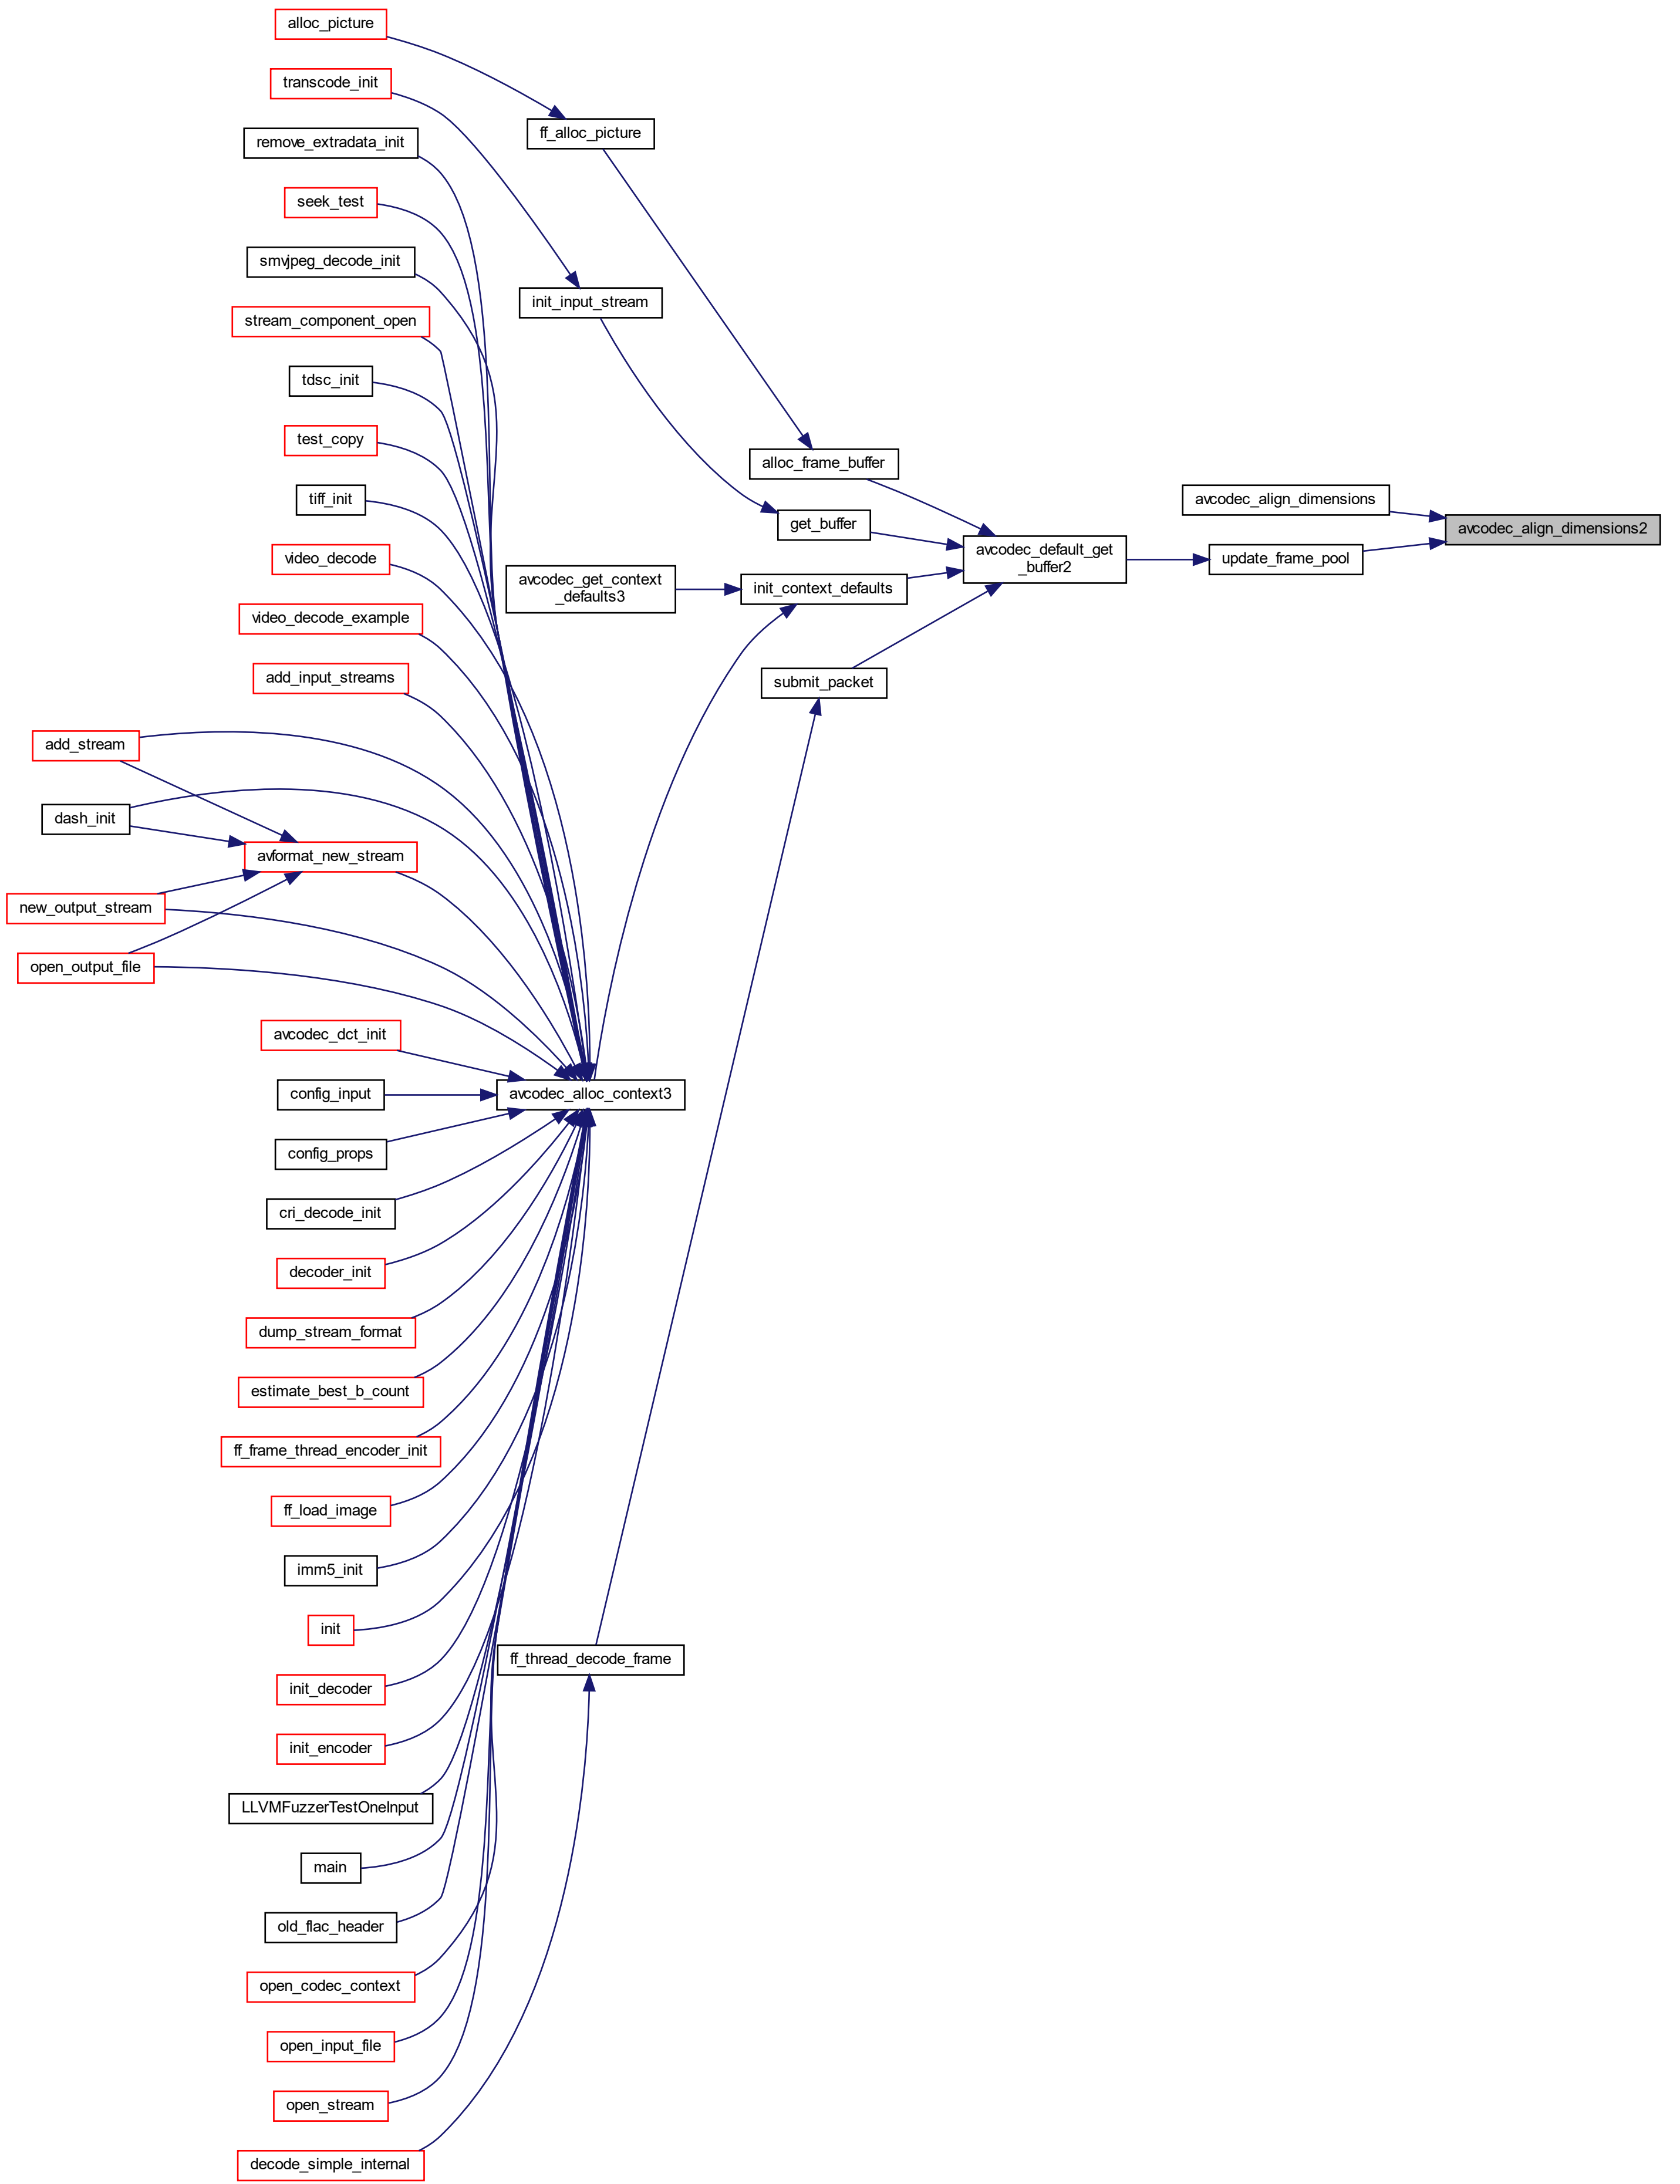 alloc_picture
transcode_init
ff_alloc_picture
remove_extradata_init
seek_test
smvjpeg_decode_init
init_input_stream
stream_component_open
tdsc_init
test_copy
alloc_frame_buffer
tiff_init
avcodec_align_dimensions
get_buffer
avcodec_align_dimensions2
video_decode
avcodec_default_get
_buffer2
update_frame_pool
avcodec_get_context
_defaults3
init_context_defaults
video_decode_example
add_input_streams
submit_packet
add_stream
dash_init
avformat_new_stream
new_output_stream
open_output_file
avcodec_dct_init
config_input
avcodec_alloc_context3
config_props
cri_decode_init
decoder_init
dump_stream_format
estimate_best_b_count
ff_frame_thread_encoder_init
ff_load_image
imm5_init
init
ff_thread_decode_frame
init_decoder
init_encoder
LLVMFuzzerTestOneInput
main
old_flac_header
open_codec_context
open_input_file
open_stream
decode_simple_internal